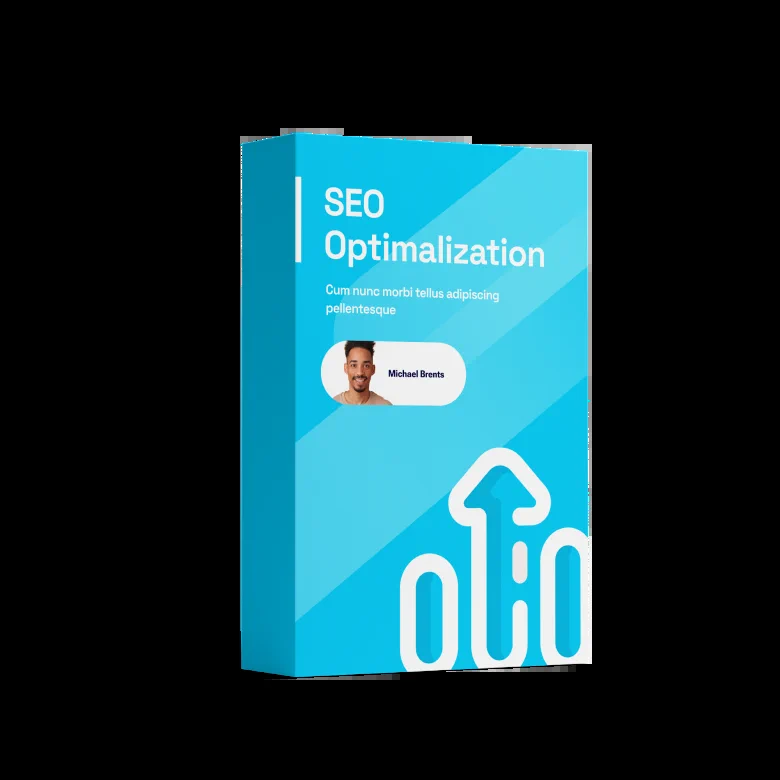 SEO
Optimalization
Cum nunc morbi tellus adipiscing
pellentesque
Michael Brents